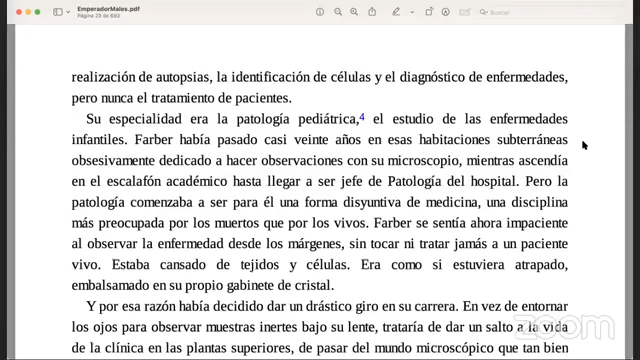 EmperadorMales.pdf
Página 23 de 693
Buscar
realización de autopsias, la identificación de células y el diagnóstico de enfermedades,
pero nunca el tratamiento de pacientes.
Su especialidad era la patología pediátrica,4 el estudio de las enfermedades
infantiles. Farber había pasado casi veinte años en esas habitaciones subterráneas
obsesivamente dedicado a hacer observaciones con su microscopio, mientras ascendía
en el escalafón académico hasta llegar a ser jefe de Patología del hospital. Pero la
patología comenzaba a ser para él una forma disyuntiva de medicina, una disciplina
más preocupada por los muertos que por los vivos. Farber se sentía ahora impaciente
al observar la enfermedad desde los márgenes, sin tocar ni tratar jamás a un paciente
vivo. Estaba cansado de tejidos y células. Era como si estuviera atrapado,
embalsamado en su propio gabinete de cristal.
Y por esa razón había decidido dar un drástico giro en su carrera. En vez de entornar
los ojos para observar muestras inertes bajo su lente, trataría de dar un salto a la vida
de la clínica en las plantas superiores, de pasar del mundo microscópico que tan bien
zoom